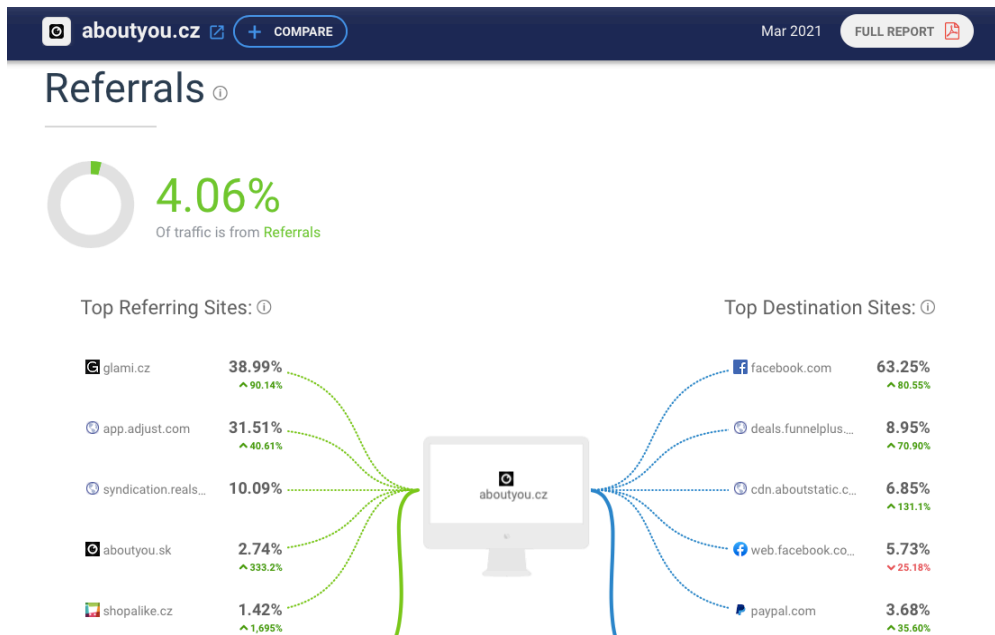 aboutyou.cz
COMPARE
Mar 2021
FULL REPORT
Referrals
4.06%
Of traffic is from Referrals
Top Referring Sites:
glami.cz 38.99%
90.14%
app.adjust.com 31.51%
40.61%
syndication.reals... 10.09%
aboutyou.sk 2.74%
333.2%
shopalike.cz 1.42%
1,695%
aboutyou.cz
Top Destination Sites:
facebook.com 63.25%
80.55%
deals.funnelplus.... 8.95%
70.90%
cdn.aboutstatic.c... 6.85%
131.1%
web.facebook.co... 5.73%
25.18%
paypal.com 3.68%
35.60%